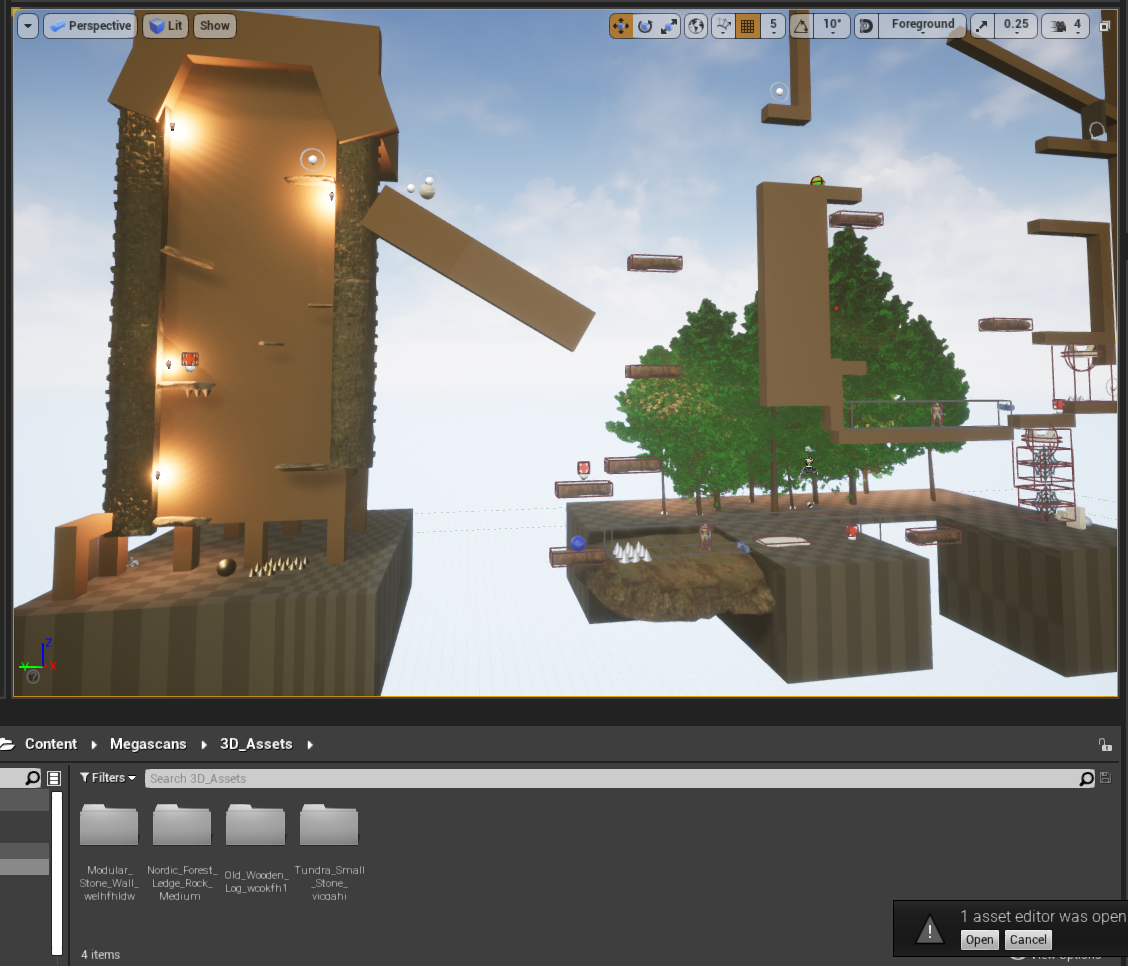 Perspective Lit Show 5 10° Foreground 0.25 4
Z
Y X
?
Content Megascans 3D_Assets
Filters Search 3D_Assets
Modular_
Stone_Wall_
welhfhldw
Nordic_Forest_
Ledge_Rock_
Medium
Old_Wooden_
Log_wcokfh1
Tundra_Small
_Stone_
vicqahi
4 items
1 asset editor was open
Open Cancel
View Options